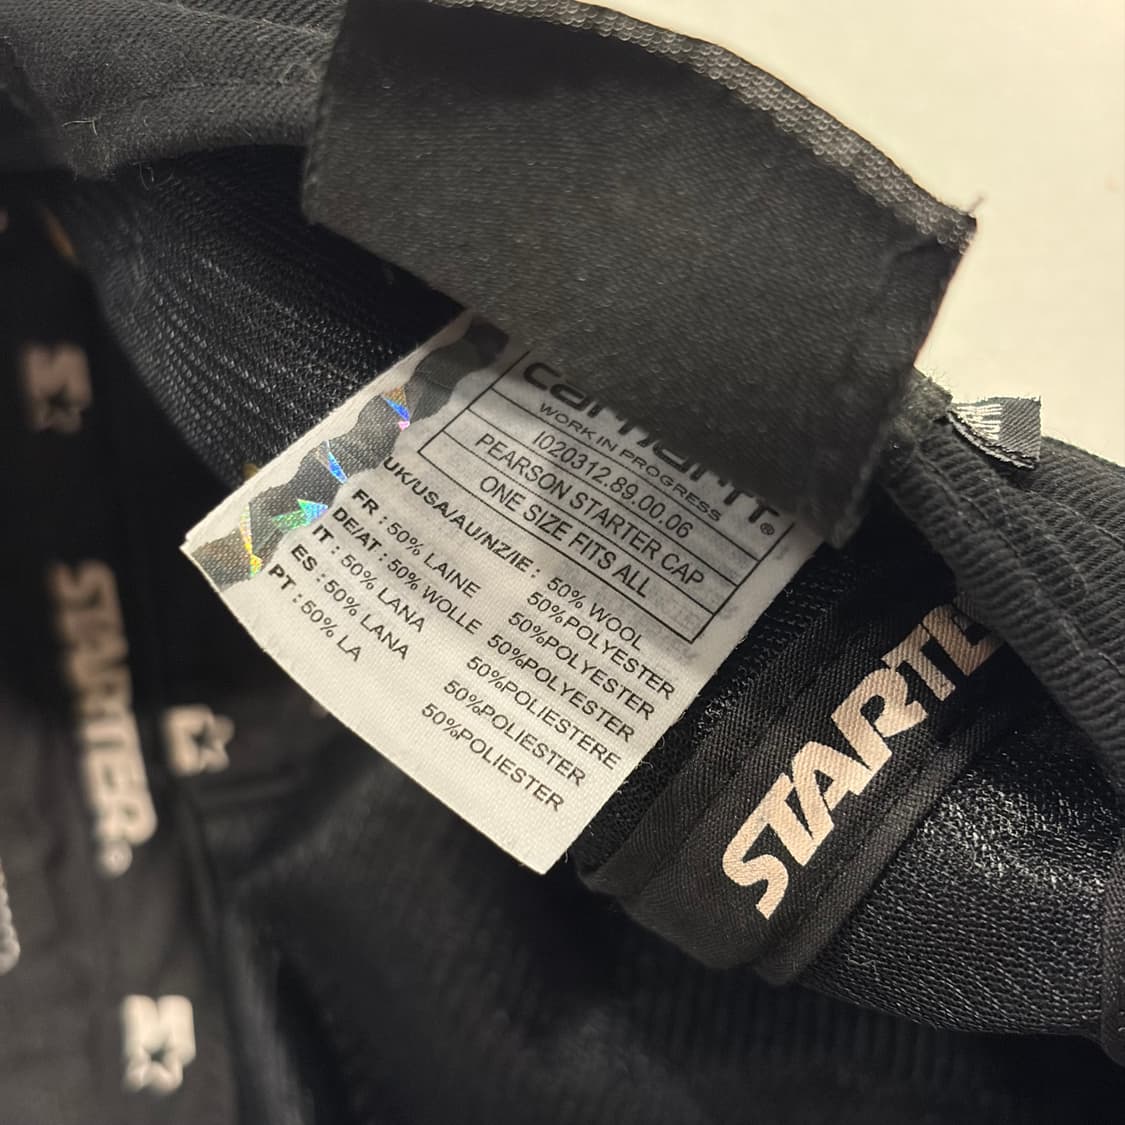 carhartt®
WORK IN PROGRESS
I020312.89.00.06
PEARSON STARTER CAP
ONE SIZE FITS ALL
UK/USA/AU/NZ/IE : 50% WOOL 50%POLYESTER
FR : 50% LAINE 50%POLYESTER
DE/AT : 50% WOLLE 50%POLYESTER
IT : 50% LANA 50%POLIESTERE
ES : 50% LANA 50%POLIESTER
PT : 50% LA 50%POLIESTER
STARTE
STARTER®
S
S
S